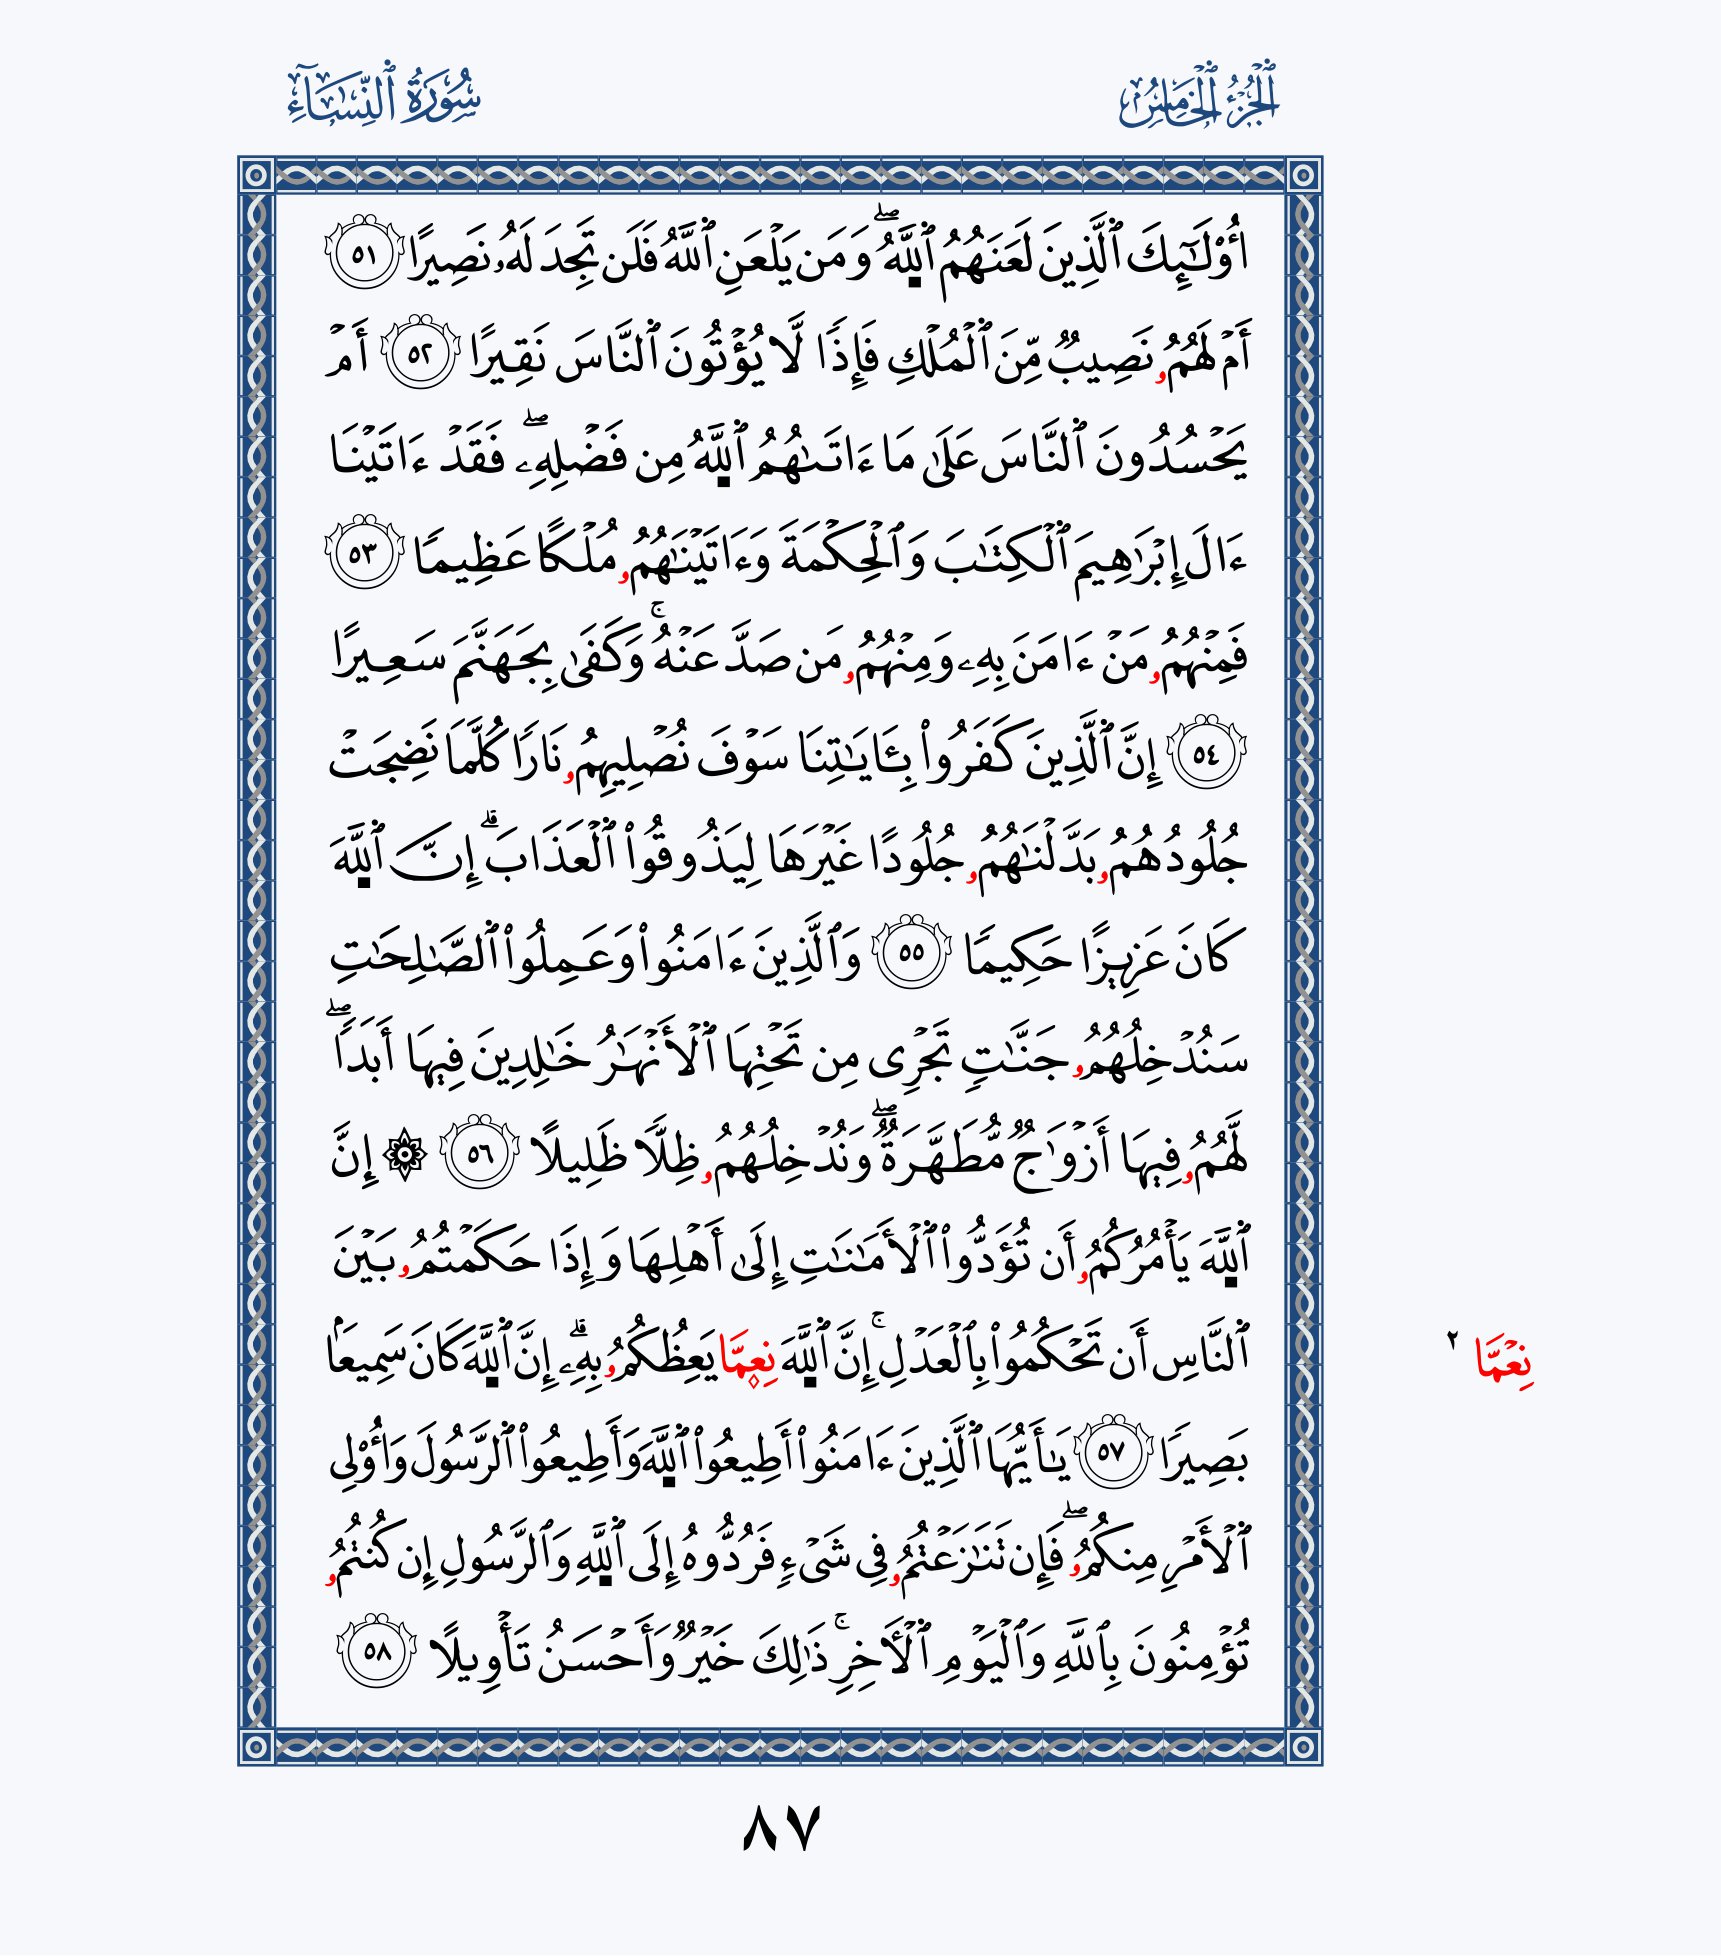 ٱلْجُزْءُ ٱلْخَامِسُ
سُورَةُ ٱلنِّسَآءِ
أُوْلَٰٓئِكَ ٱلَّذِينَ لَعَنَهُمُ ٱللَّهُۖ وَمَن يَلْعَنِ ٱللَّهُ فَلَن تَجِدَ لَهُۥ نَصِيرًا ٥١
أَمْ لَهُمُۥ نَصِيبٌ مِّنَ ٱلْمُلْكِ فَإِذًا لَّا يُؤْتُونَ ٱلنَّاسَ نَقِيرًا ٥٢ أَمْ
يَحْسُدُونَ ٱلنَّاسَ عَلَىٰ مَا ءَاتَىٰهُمُ ٱللَّهُ مِن فَضْلِهِۦۖ فَقَدْ ءَاتَيْنَا
ءَالَ إِبْرَٰهِيمَ ٱلْكِتَٰبَ وَٱلْحِكْمَةَ وَءَاتَيْنَٰهُمُۥ مُلْكًا عَظِيمًا ٥٣
فَمِنْهُمُۥ مَنْ ءَامَنَ بِهِۦ وَمِنْهُمُۥ مَن صَدَّ عَنْهُۚ وَكَفَىٰ بِجَهَنَّمَ سَعِيرًا
٥٤ إِنَّ ٱلَّذِينَ كَفَرُواْ بِـَٔايَٰتِنَا سَوْفَ نُصْلِيهِمُۥ نَارًا كُلَّمَا نَضِجَتْ
جُلُودُهُمُۥ بَدَّلْنَٰهُمُۥ جُلُودًا غَيْرَهَا لِيَذُوقُواْ ٱلْعَذَابَۗ إِنَّ ٱللَّهَ
كَانَ عَزِيزًا حَكِيمًا ٥٥ وَٱلَّذِينَ ءَامَنُواْ وَعَمِلُواْ ٱلصَّٰلِحَٰتِ
سَنُدْخِلُهُمُۥ جَنَّٰتٍ تَجْرِى مِن تَحْتِهَا ٱلْأَنْهَٰرُ خَٰلِدِينَ فِيهَا أَبَدًاۖ
لَّهُمُۥ فِيهَا أَزْوَٰجٌ مُّطَهَّرَةٌۖ وَنُدْخِلُهُمُۥ ظِلًّا ظَلِيلًا ٥٦ ۞ إِنَّ
ٱللَّهَ يَأْمُرُكُمُۥ أَن تُؤَدُّواْ ٱلْأَمَٰنَٰتِ إِلَىٰ أَهْلِهَا وَإِذَا حَكَمْتُمُۥ بَيْنَ
ٱلنَّاسِ أَن تَحْكُمُواْ بِٱلْعَدْلِۚ إِنَّ ٱللَّهَ نِعِمَّا يَعِظُكُمُۥ بِهِۦۗ إِنَّ ٱللَّهَ كَانَ سَمِيعَۢا
نِعْمَّا ٢
بَصِيرًا ٥٧ يَٰٓأَيُّهَا ٱلَّذِينَ ءَامَنُواْ أَطِيعُواْ ٱللَّهَ وَأَطِيعُواْ ٱلرَّسُولَ وَأُوْلِى
ٱلْأَمْرِ مِنكُمُۥۖ فَإِن تَنَٰزَعْتُمُۥ فِى شَىْءٍ فَرُدُّوهُ إِلَى ٱللَّهِ وَٱلرَّسُولِ إِن كُنتُمُۥ
تُؤْمِنُونَ بِٱللَّهِ وَٱلْيَوْمِ ٱلْأٓخِرِۚ ذَٰلِكَ خَيْرٌ وَأَحْسَنُ تَأْوِيلًا ٥٨
٨٧